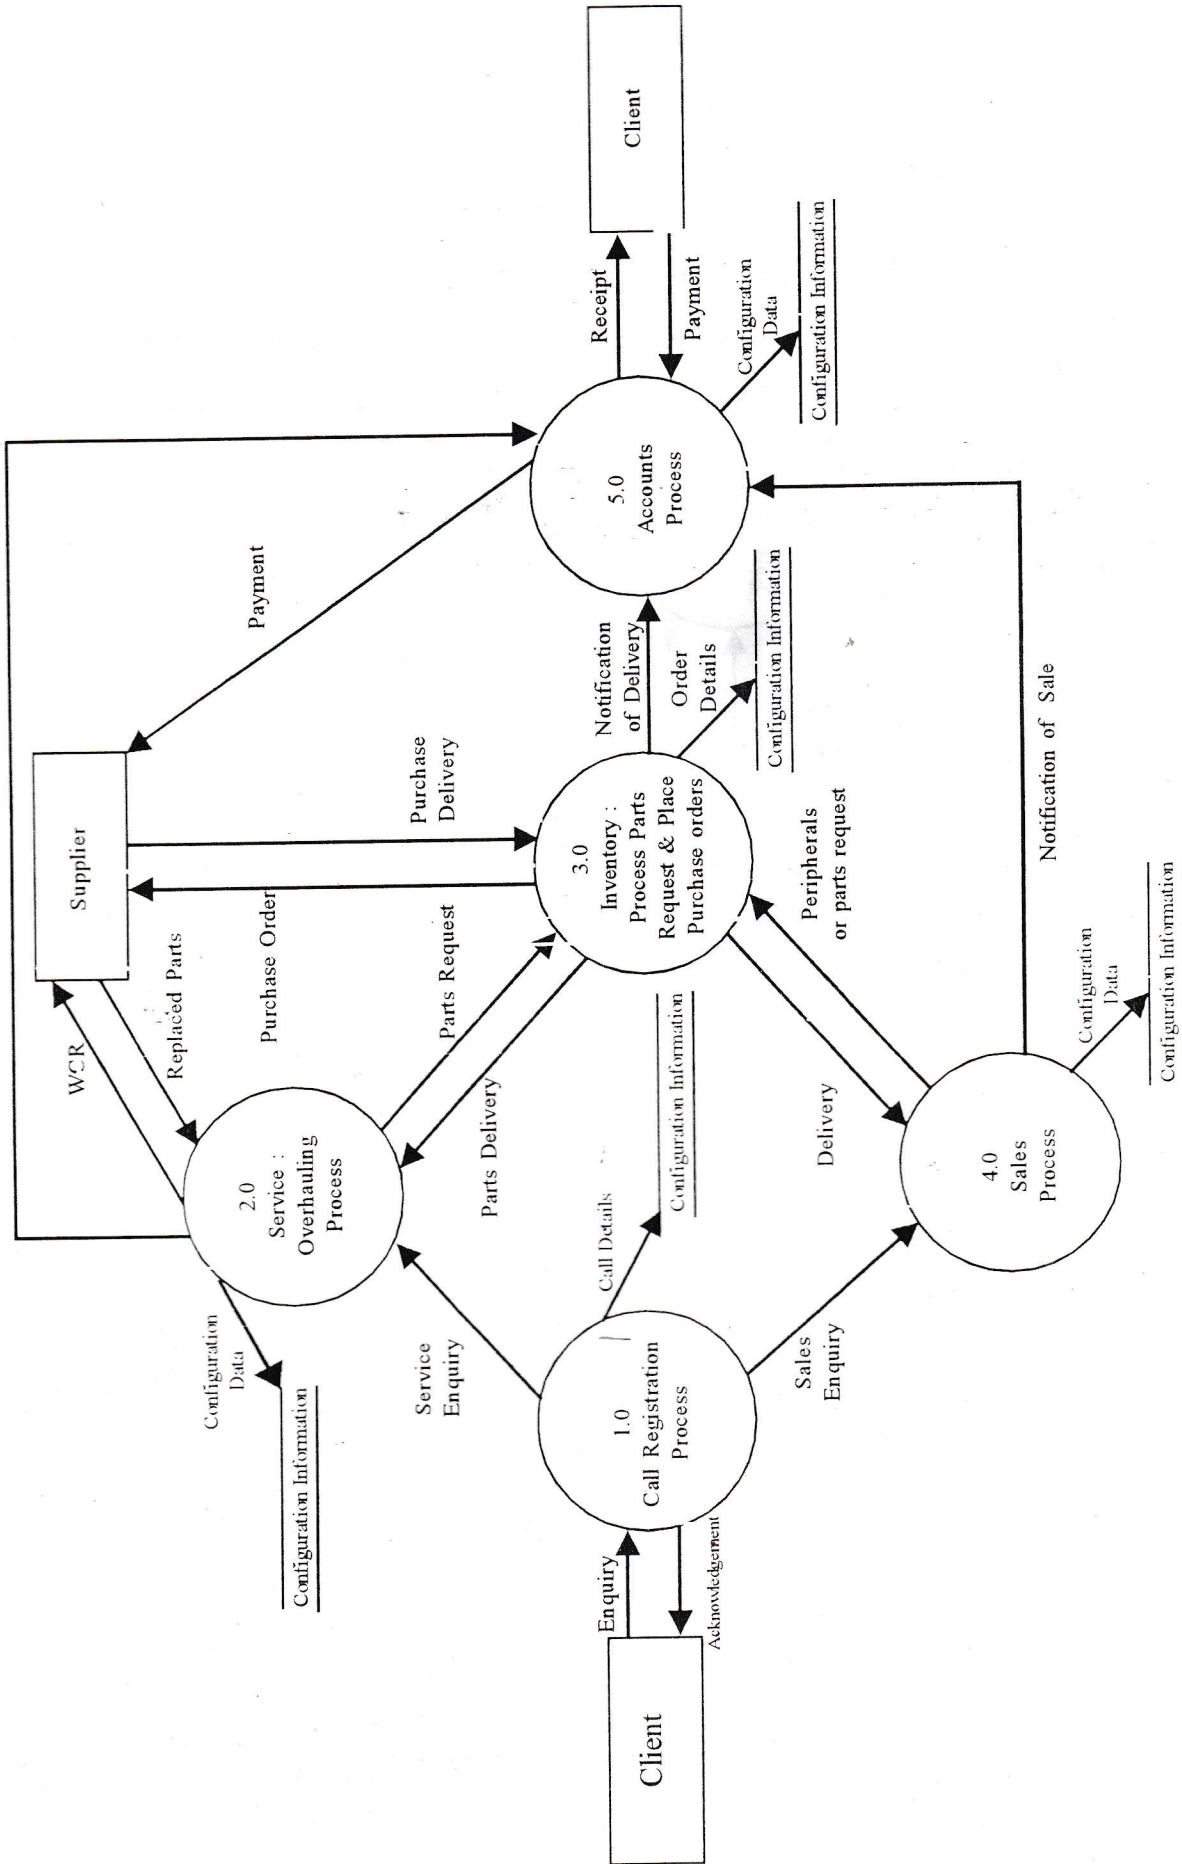 Supplier
Payment
WCR
Replaced Parts
Purchase Order
Purchase
Delivery
2.0
Service :
Overhauling
Process
Configuration
Data
Configuration Information
Parts Request
Parts Delivery
Service
Enquiry
Client
Enquiry
Acknowledgement
1.0
Call Registration
Process
Call Details
Configuration Information
3.0
Inventory :
Process Parts
Request & Place
Purchase orders
Notification
of Delivery
Order
Details
Configuration Information
5.0
Accounts
Process
Receipt
Payment
Client
Configuration
Data
Configuration Information
Sales
Enquiry
Delivery
Peripherals
or parts request
4.0
Sales
Process
Configuration
Data
Configuration Information
Notification of Sale